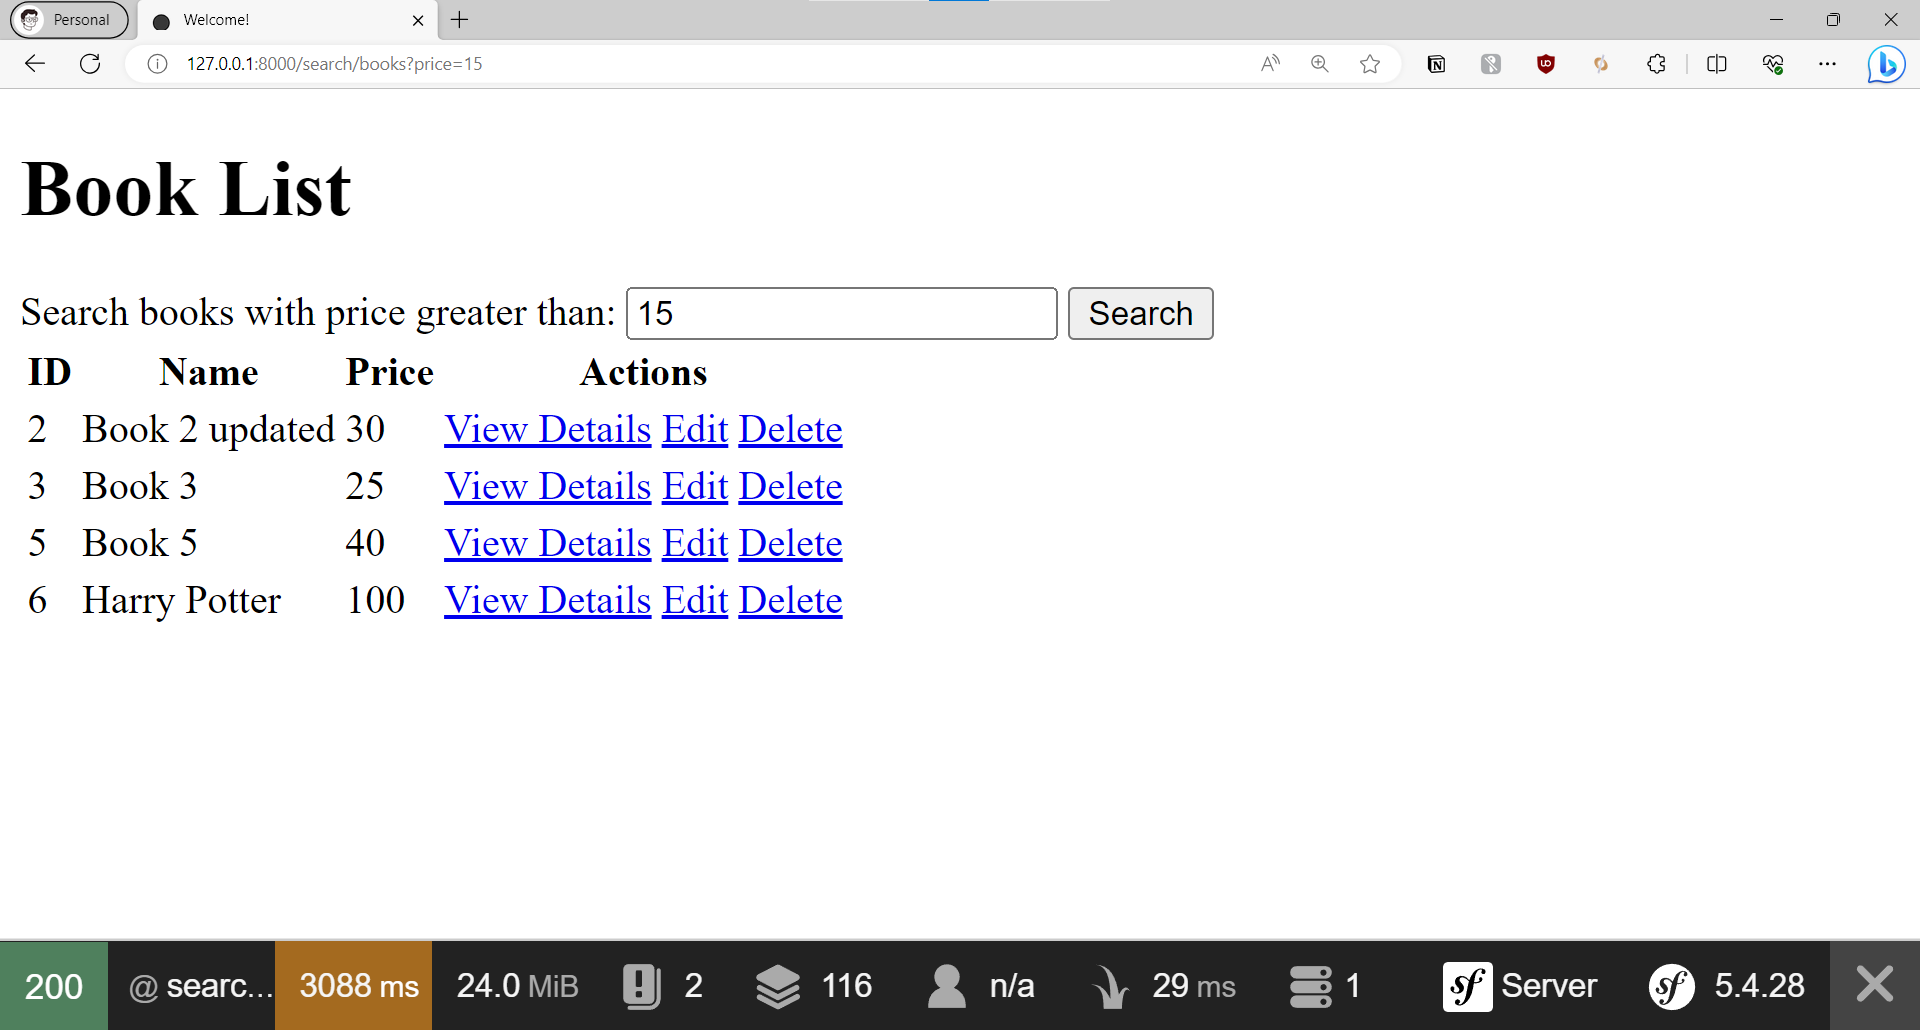 Personal
Welcome!
127.0.0.1:8000/search/books?price=15
Book List
Search books with price greater than: 15 Search
ID Name Price Actions
2 Book 2 updated 30 View Details Edit Delete
3 Book 3 25 View Details Edit Delete
5 Book 5 40 View Details Edit Delete
6 Harry Potter 100 View Details Edit Delete
200 @ searc... 3088 ms 24.0 MiB 2 116 n/a 29 ms 1 sf Server sf 5.4.28